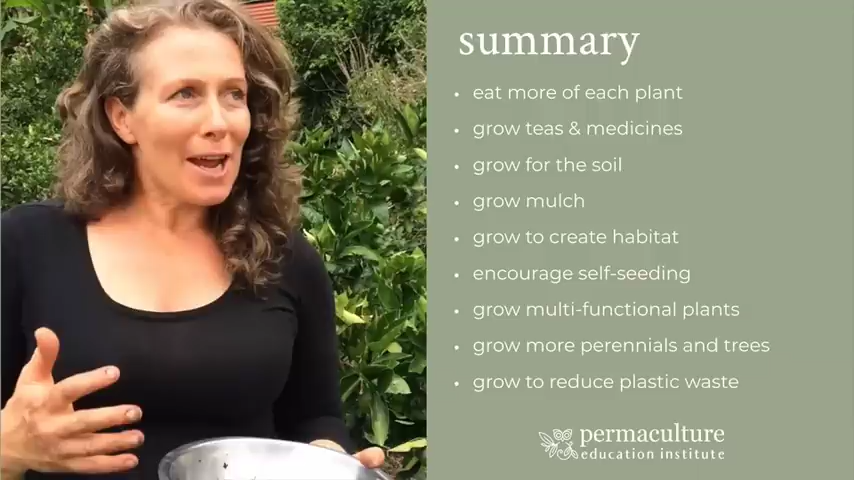 summary
• eat more of each plant
• grow teas & medicines
• grow for the soil
• grow mulch
• grow to create habitat
• encourage self-seeding
• grow multi-functional plants
• grow more perennials and trees
• grow to reduce plastic waste
permaculture
education institute